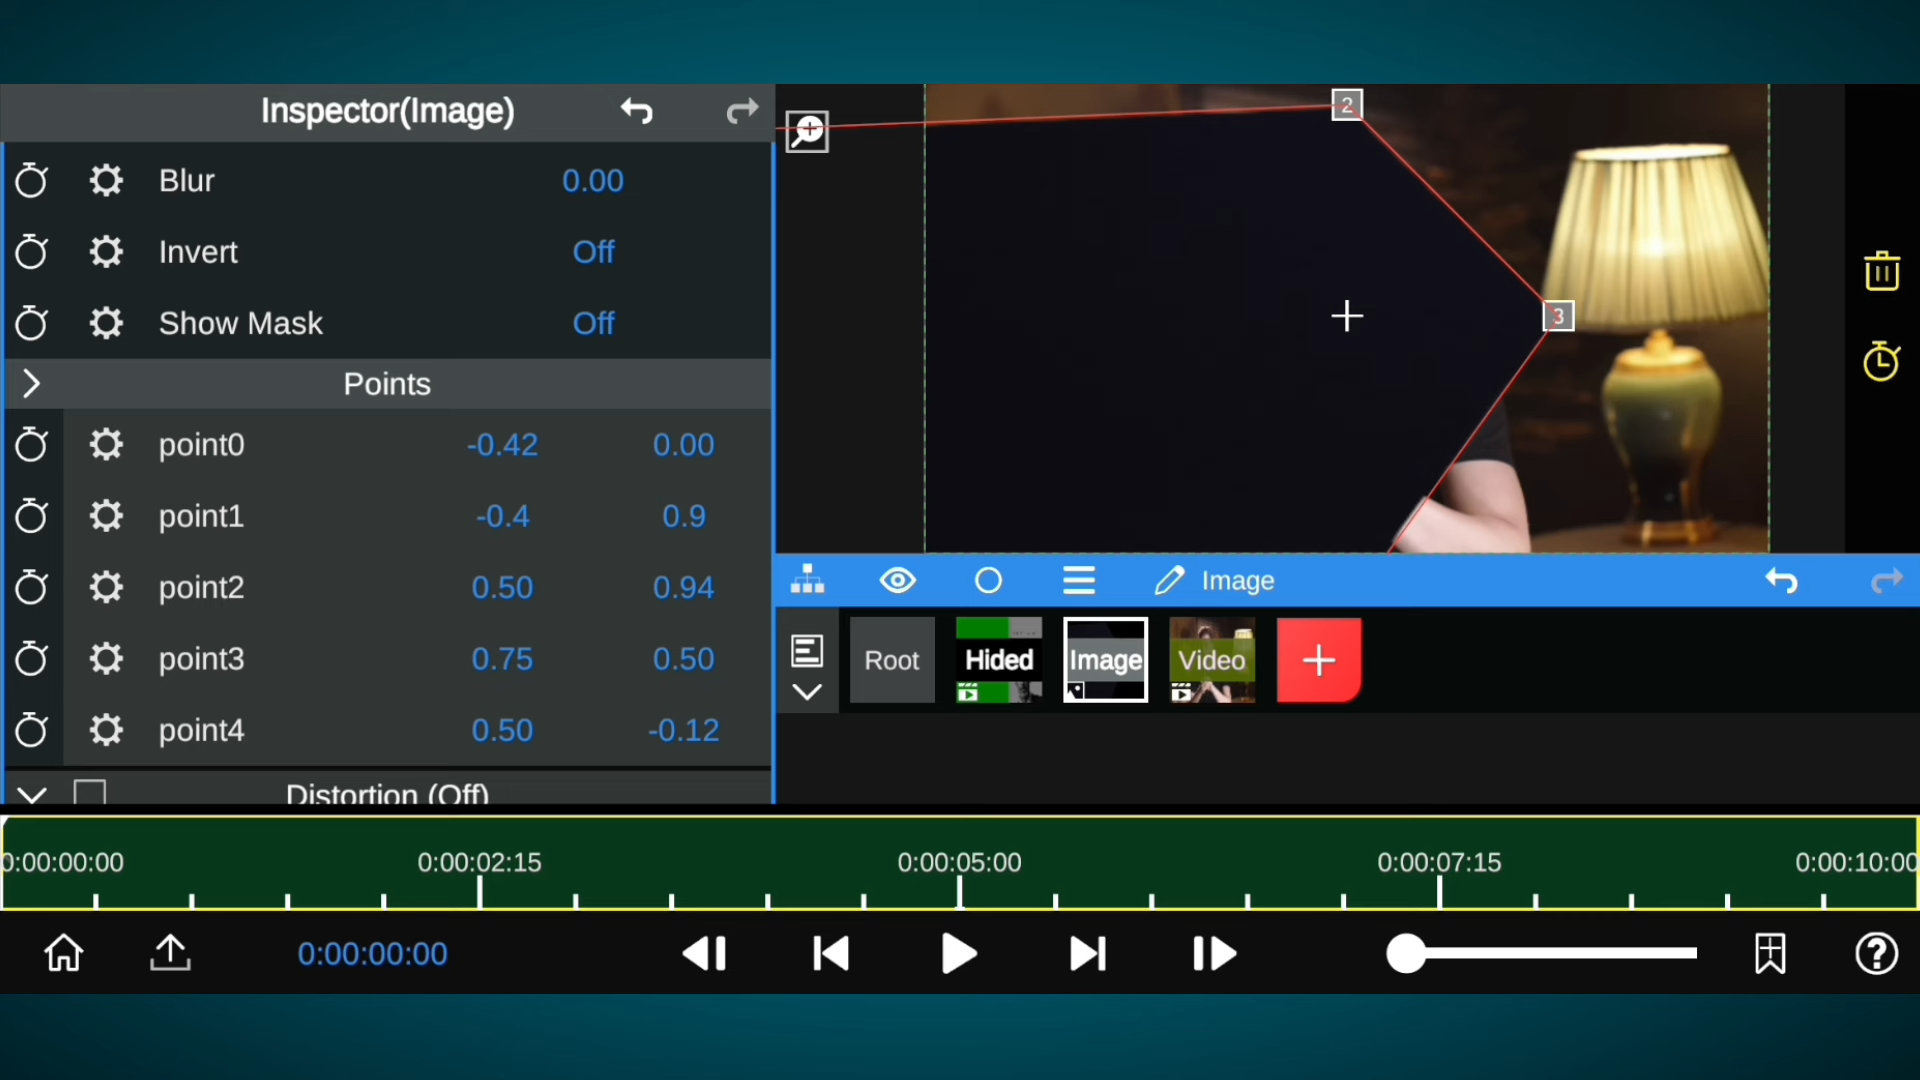 Inspector(Image)
Blur 0.00
Invert Off
Show Mask Off
Points
point0 -0.42 0.00
point1 -0.4 0.9
point2 0.50 0.94
point3 0.75 0.50
point4 0.50 -0.12
Distortion (Off)
2
3
Image
Root
Hided
Image
Video
0:00:00:00
0:00:02:15
0:00:05:00
0:00:07:15
0:00:10:00
0:00:00:00